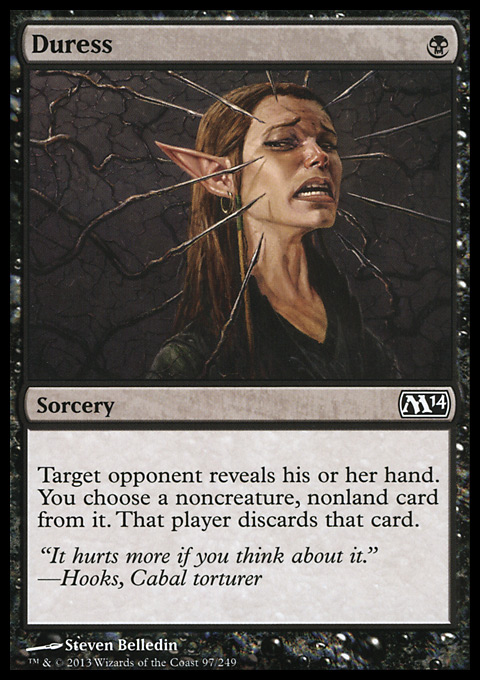 Duress
Sorcery
M14
Target opponent reveals his or her hand.
You choose a noncreature, nonland card
from it. That player discards that card.
“It hurts more if you think about it.”
—Hooks, Cabal torturer
Steven Belledin
™ & © 2013 Wizards of the Coast 97/249